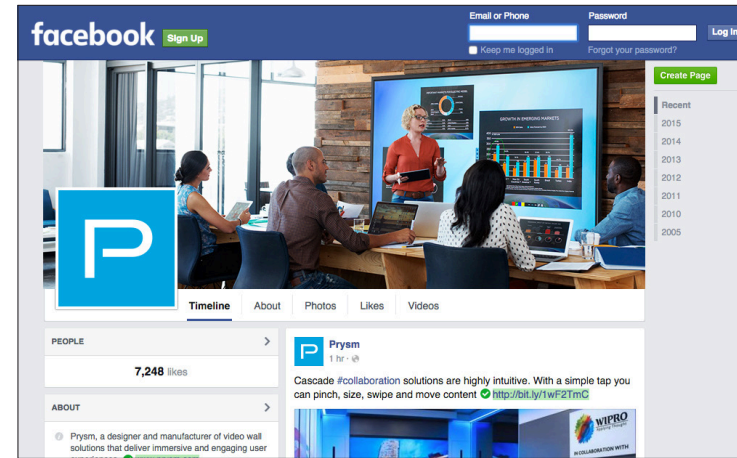 Email or Phone
Password
facebook
Sign Up
Log In
Keep me logged in
Forgot your password?
Create Page
GROWTH IN EMERGING MARKETS
Recent
2015
2014
2013
2012
2011
2010
2005
P
Timeline
About
Photos
Likes
Videos
PEOPLE
7,248 likes
ABOUT
Prysm, a designer and manufacturer of video wall
solutions that deliver immersive and engaging user
P
Prysm
1 hr ·
Cascade #collaboration solutions are highly intuitive. With a simple tap you
can pinch, size, swipe and move content http://bit.ly/1wF2TmC
WIPRO
IN COLLABORATION WITH